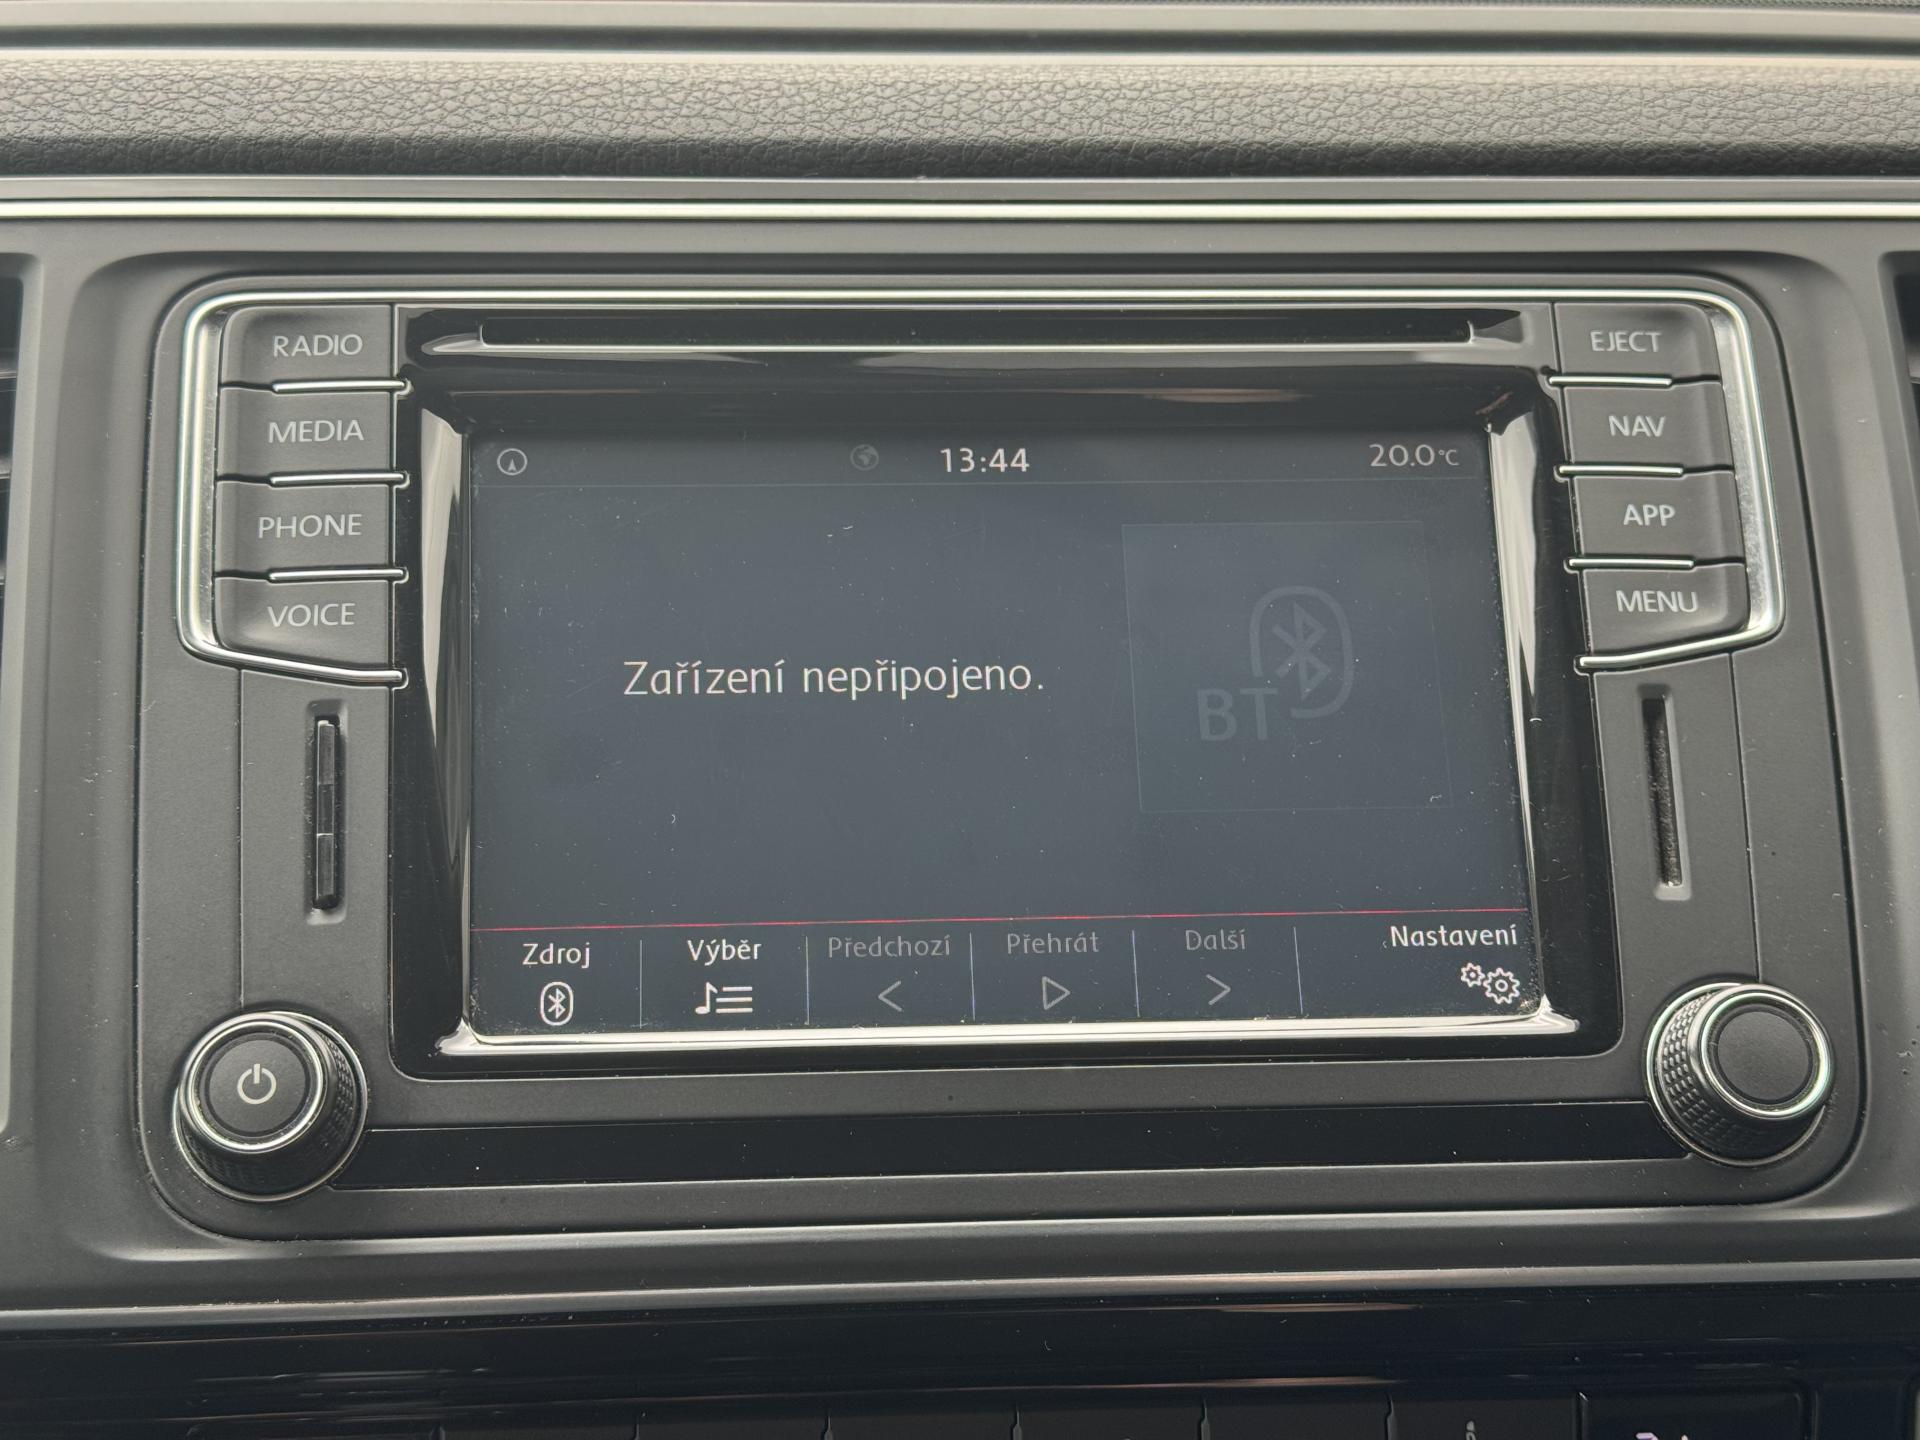 RADIO
MEDIA
PHONE
VOICE
EJECT
NAV
APP
MENU
13:44
20.0°C
Zařízení nepřipojeno.
BT
Zdroj
Výběr
Předchozí
Přehrát
Další
Nastavení